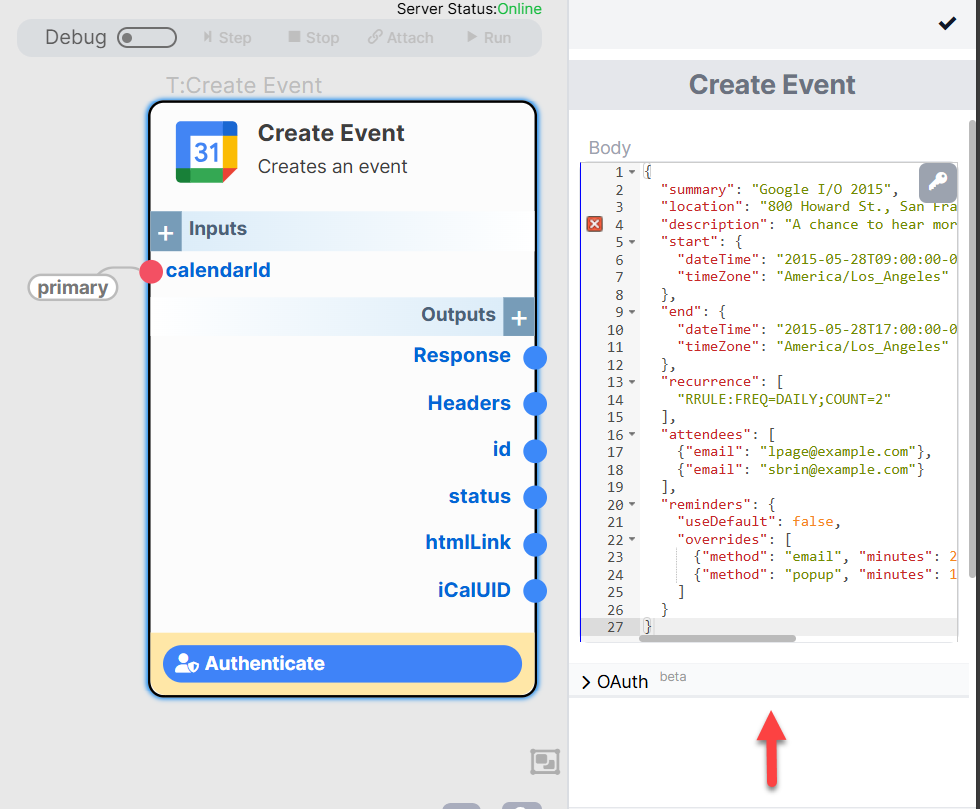 Server Status:Online
Debug Step Stop Attach Run
T:Create Event
31
Create Event
Creates an event
+ Inputs
calendarId
primary
Outputs +
Response
Headers
id
status
htmlLink
iCalUID
Authenticate
Create Event
Body
1 {
2 "summary": "Google I/O 2015",
3 "location": "800 Howard St., San Fra
4 "description": "A chance to hear mor
5 "start": {
6 "dateTime": "2015-05-28T09:00:00-0
7 "timeZone": "America/Los_Angeles"
8 },
9 "end": {
10 "dateTime": "2015-05-28T17:00:00-0
11 "timeZone": "America/Los_Angeles"
12 },
13 "recurrence": [
14 "RRULE:FREQ=DAILY;COUNT=2"
15 ],
16 "attendees": [
17 {"email": "lpage@example.com"},
18 {"email": "sbrin@example.com"}
19 ],
20 "reminders": {
21 "useDefault": false,
22 "overrides": [
23 {"method": "email", "minutes": 2
24 {"method": "popup", "minutes": 1
25 ]
26 }
27 }
OAuth beta